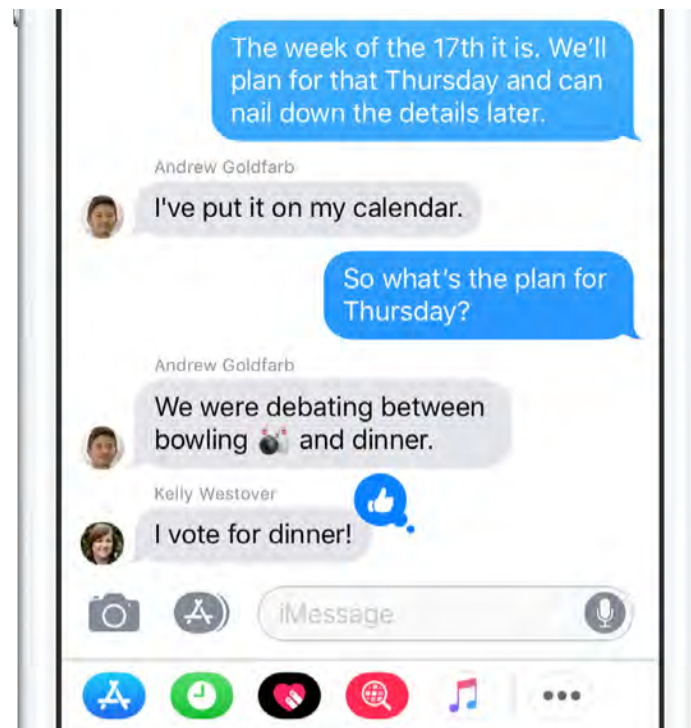 The week of the 17th it is. We'll
plan for that Thursday and can
nail down the details later.
Andrew Goldfarb
I've put it on my calendar.
So what's the plan for
Thursday?
Andrew Goldfarb
We were debating between
bowling 🎳 and dinner.
Kelly Westover
I vote for dinner!
iMessage